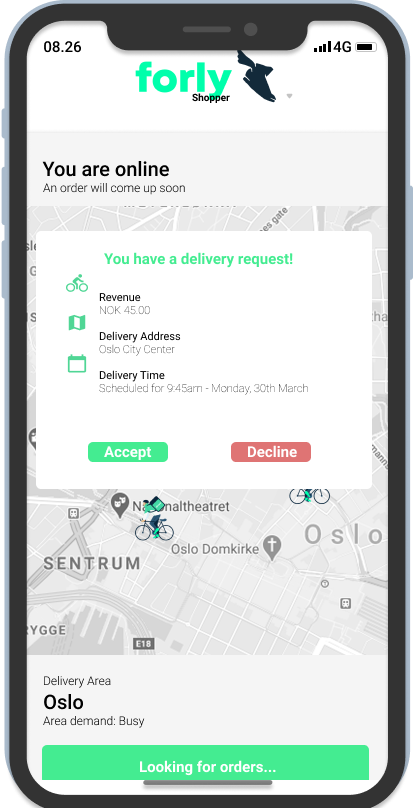 08.26
4G
forly
Shopper
You are online
An order will come up soon
es gate
You have a delivery request!
Revenue
NOK 45.00
Delivery Address
Oslo City Center
Delivery Time
Scheduled for 9:45am - Monday, 30th March
Accept
Decline
Oslo
Oslo Domkirke
SENTRUM
RYGGE
E18
Delivery Area
Oslo
Area demand: Busy
Looking for orders...